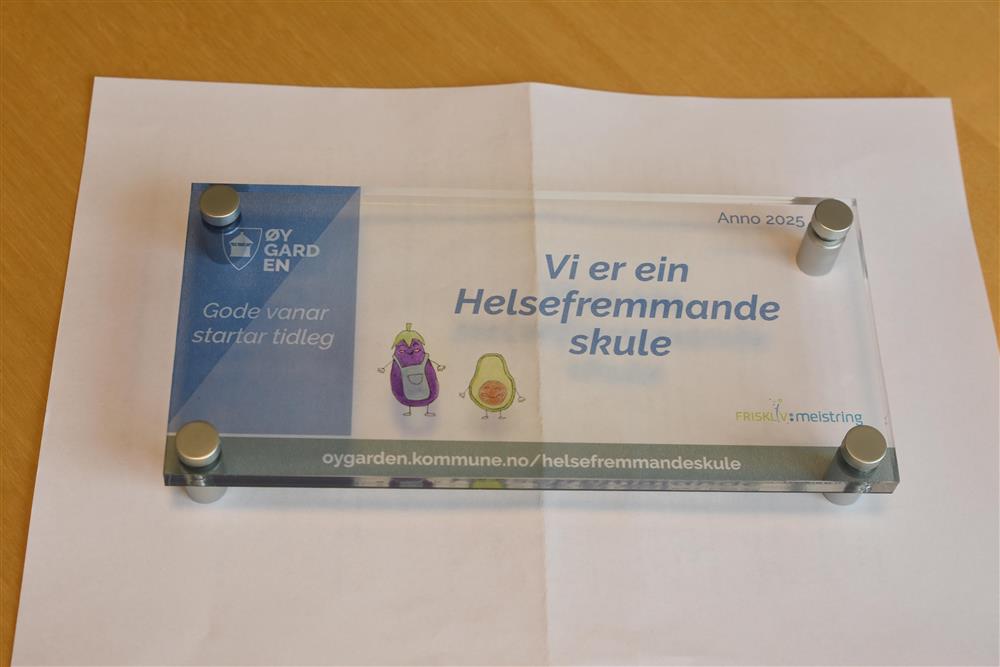 ØY
GARD
EN
Gode vanar
startar tidleg
Anno 2025
Vi er ein
Helsefremmande
skule
FRISKLIV:meistring
oygarden.kommune.no/helsefremmandeskule